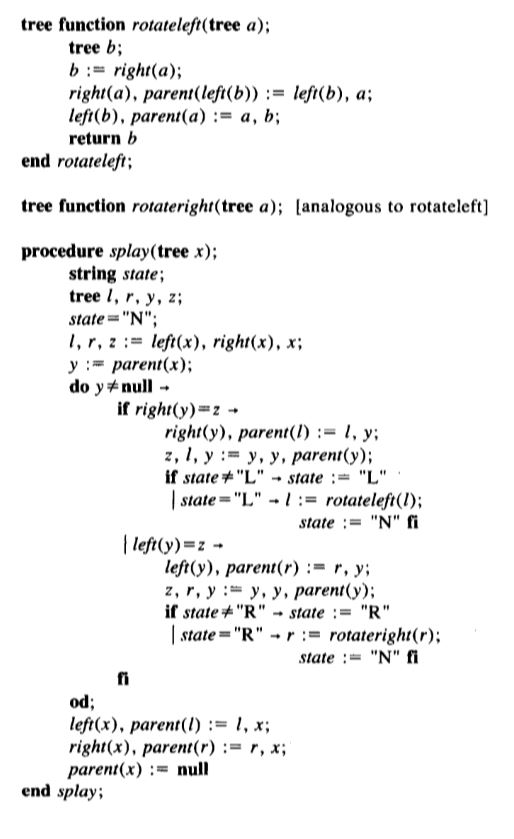 tree function rotateleft(tree a);
tree b;
b := right(a);
right(a), parent(left(b)) := left(b), a;
left(b), parent(a) := a, b;
return b
end rotateleft;
tree function rotateright(tree a); [analogous to rotateleft]
procedure splay(tree x);
string state;
tree l, r, y, z;
state="N";
l, r, z := left(x), right(x), x;
y := parent(x);
do y≠null →
if right(y)=z →
right(y), parent(l) := l, y;
z, l, y := y, y, parent(y);
if state≠"L" → state := "L"
| state="L" → l := rotateleft(l);
state := "N" fi
| left(y)=z →
left(y), parent(r) := r, y;
z, r, y := y, y, parent(y);
if state≠"R" → state := "R"
| state="R" → r := rotateright(r);
state := "N" fi
fi
od;
left(x), parent(l) := l, x;
right(x), parent(r) := r, x;
parent(x) := null
end splay;